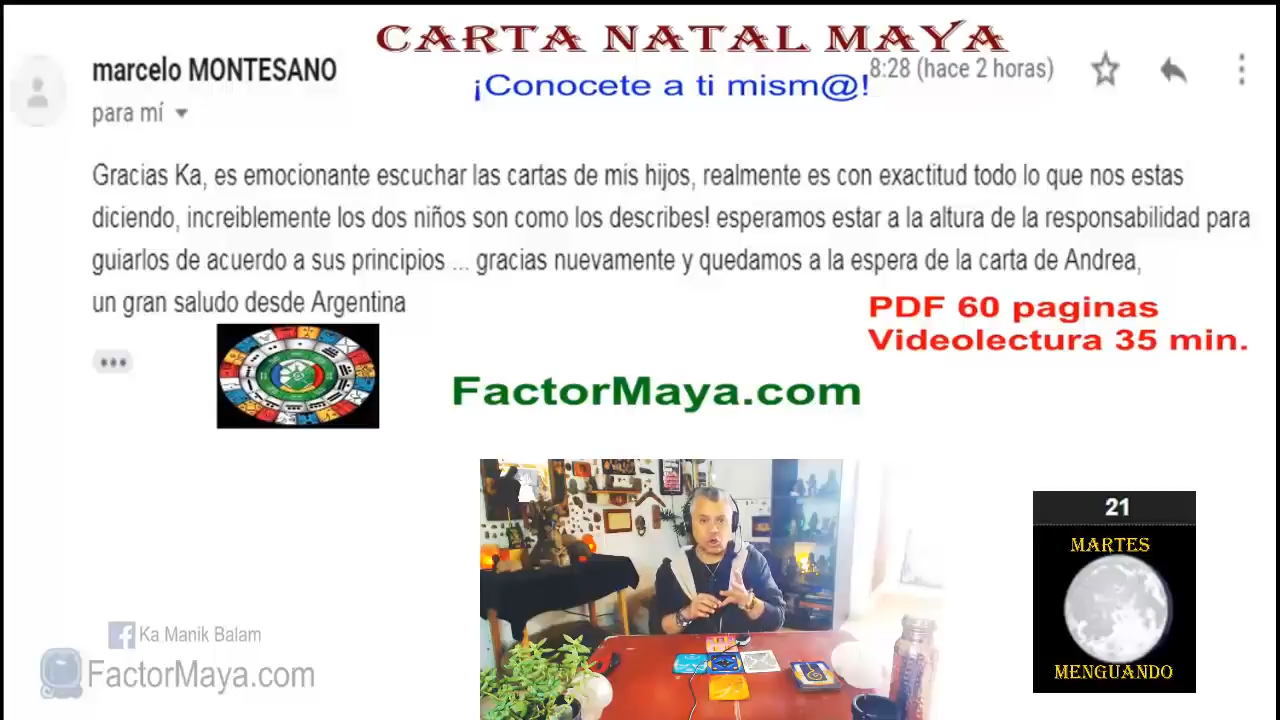 CARTA NATAL MAYA
¡Conocete a ti mism@!
marcelo MONTESANO
8:28 (hace 2 horas)
para mí
Gracias Ka, es emocionante escuchar las cartas de mis hijos, realmente es con exactitud todo lo que nos estas
diciendo, increiblemente los dos niños son como los describes! esperamos estar a la altura de la responsabilidad para
guiarlos de acuerdo a sus principios ... gracias nuevamente y quedamos a la espera de la carta de Andrea,
un gran saludo desde Argentina
PDF 60 paginas
Videolectura 35 min.
FactorMaya.com
21
MARTES
MENGUANDO
Ka Manik Balam
FactorMaya.com